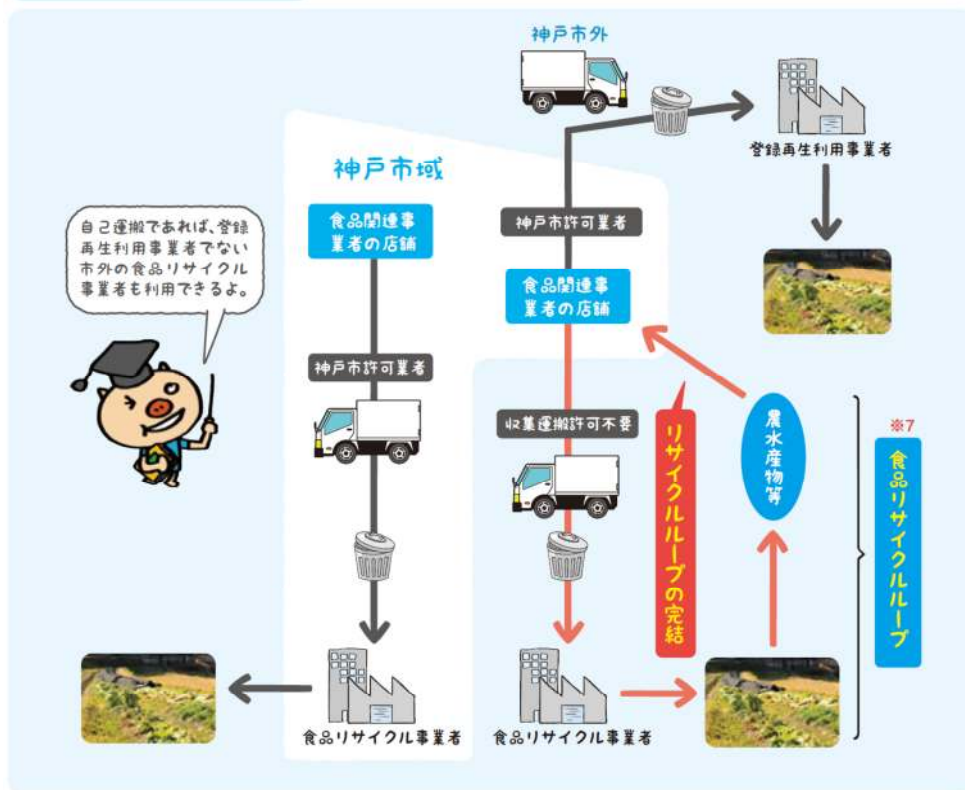 神戸市外
登録再生利用事業者
神戸市域
自己運搬であれば、登録
再生利用事業者でない
市外の食品リサイクル
事業者も利用できるよ。
食品関連事
業者の店舗
神戸市許可業者
食品リサイクル事業者
神戸市許可業者
食品関連事
業者の店舗
収集運搬許可不要
食品リサイクル事業者
リサイクルループの完結
農水産物等
※7
食品リサイクルループ